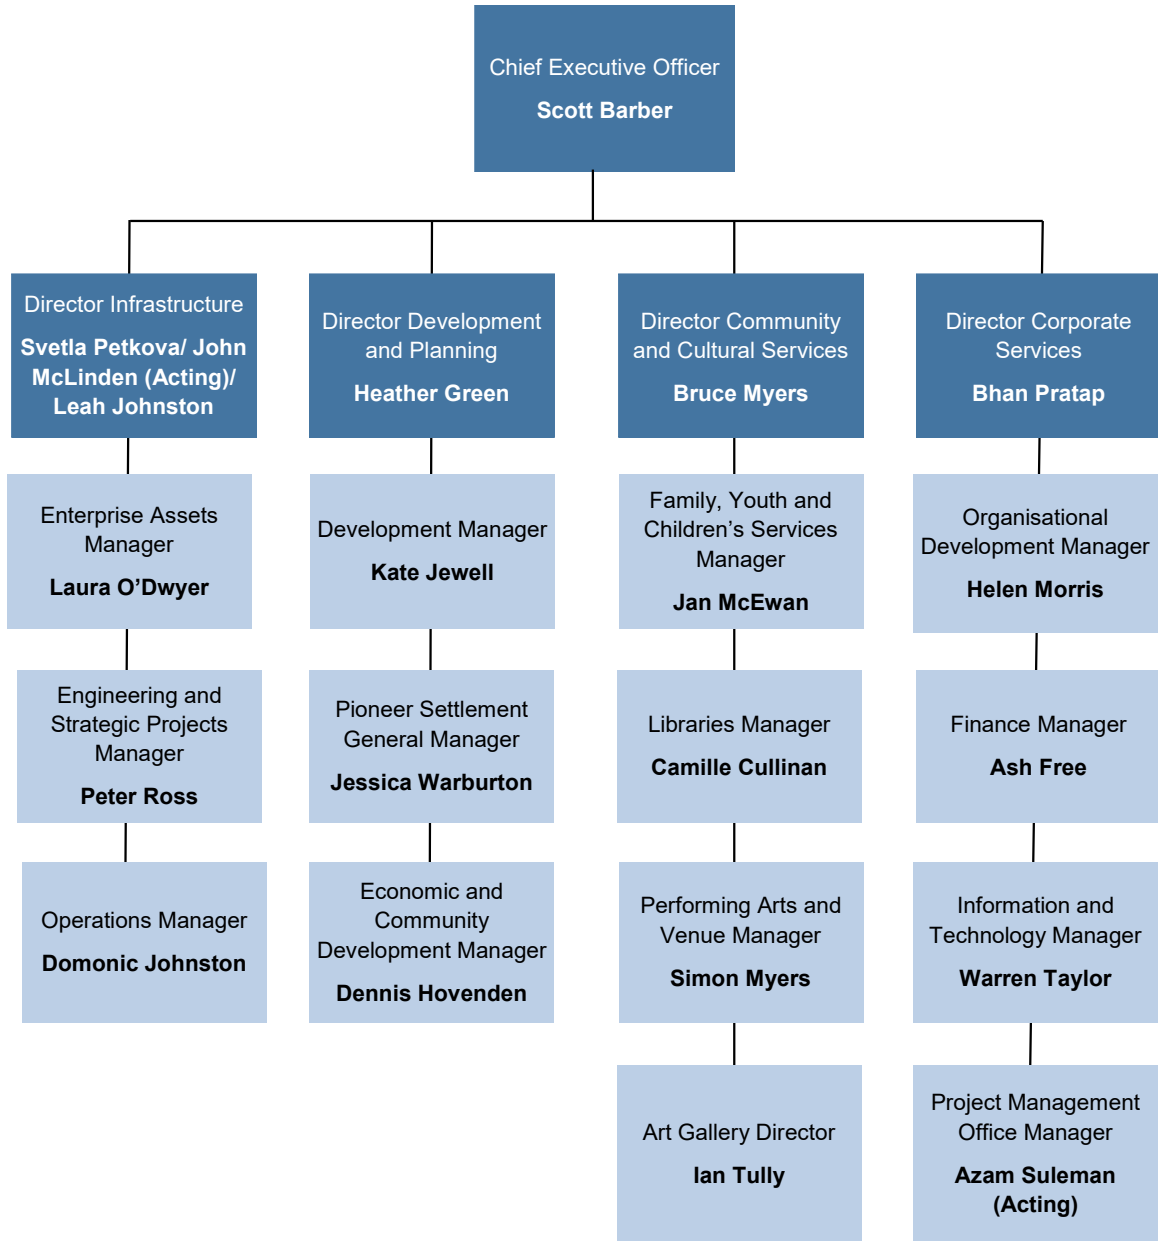 Chief Executive Officer
Scott Barber
Director Infrastructure
Svetla Petkova/ John
McLinden (Acting)/
Leah Johnston
Director Development
and Planning
Heather Green
Director Community
and Cultural Services
Bruce Myers
Director Corporate
Services
Bhan Pratap
Enterprise Assets
Manager
Laura O’Dwyer
Development Manager
Kate Jewell
Family, Youth and
Children’s Services
Manager
Jan McEwan
Organisational
Development Manager
Helen Morris
Engineering and
Strategic Projects
Manager
Peter Ross
Pioneer Settlement
General Manager
Jessica Warburton
Libraries Manager
Camille Cullinan
Finance Manager
Ash Free
Operations Manager
Domonic Johnston
Economic and
Community
Development Manager
Dennis Hovenden
Performing Arts and
Venue Manager
Simon Myers
Information and
Technology Manager
Warren Taylor
Art Gallery Director
Ian Tully
Project Management
Office Manager
Azam Suleman
(Acting)